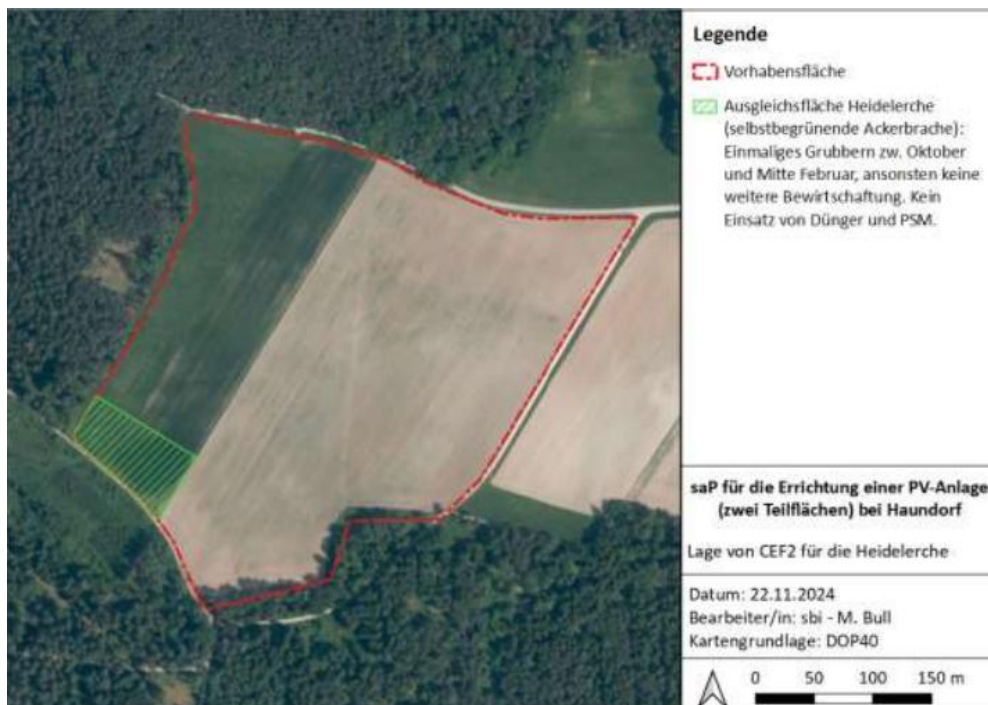 Legende
Vorhabensfläche
Ausgleichsfläche Heidelerche
(selbstbegrünende Ackerbrache):
Einmaliges Grubbern zw. Oktober
und Mitte Februar, ansonsten keine
weitere Bewirtschaftung. Kein
Einsatz von Dünger und PSM.
saP für die Errichtung einer PV-Anlage
(zwei Teilflächen) bei Haundorf
Lage von CEF2 für die Heidelerche
Datum: 22.11.2024
Bearbeiter/in: sbi - M. Bull
Kartengrundlage: DOP40
0 50 100 150 m